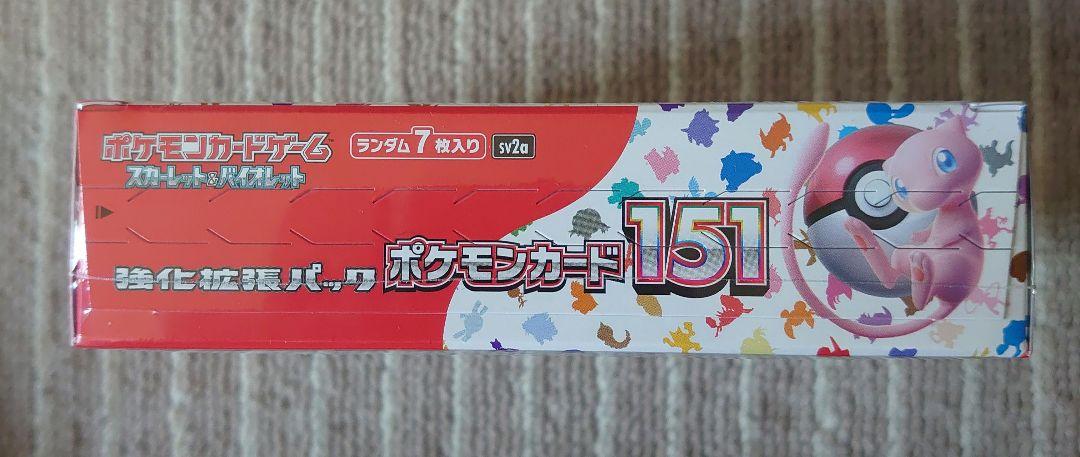 ポケモンカードゲーム
スカーレット&バイオレット
ランダム7枚入り
sv2a
強化拡張パック
ポケモンカード151